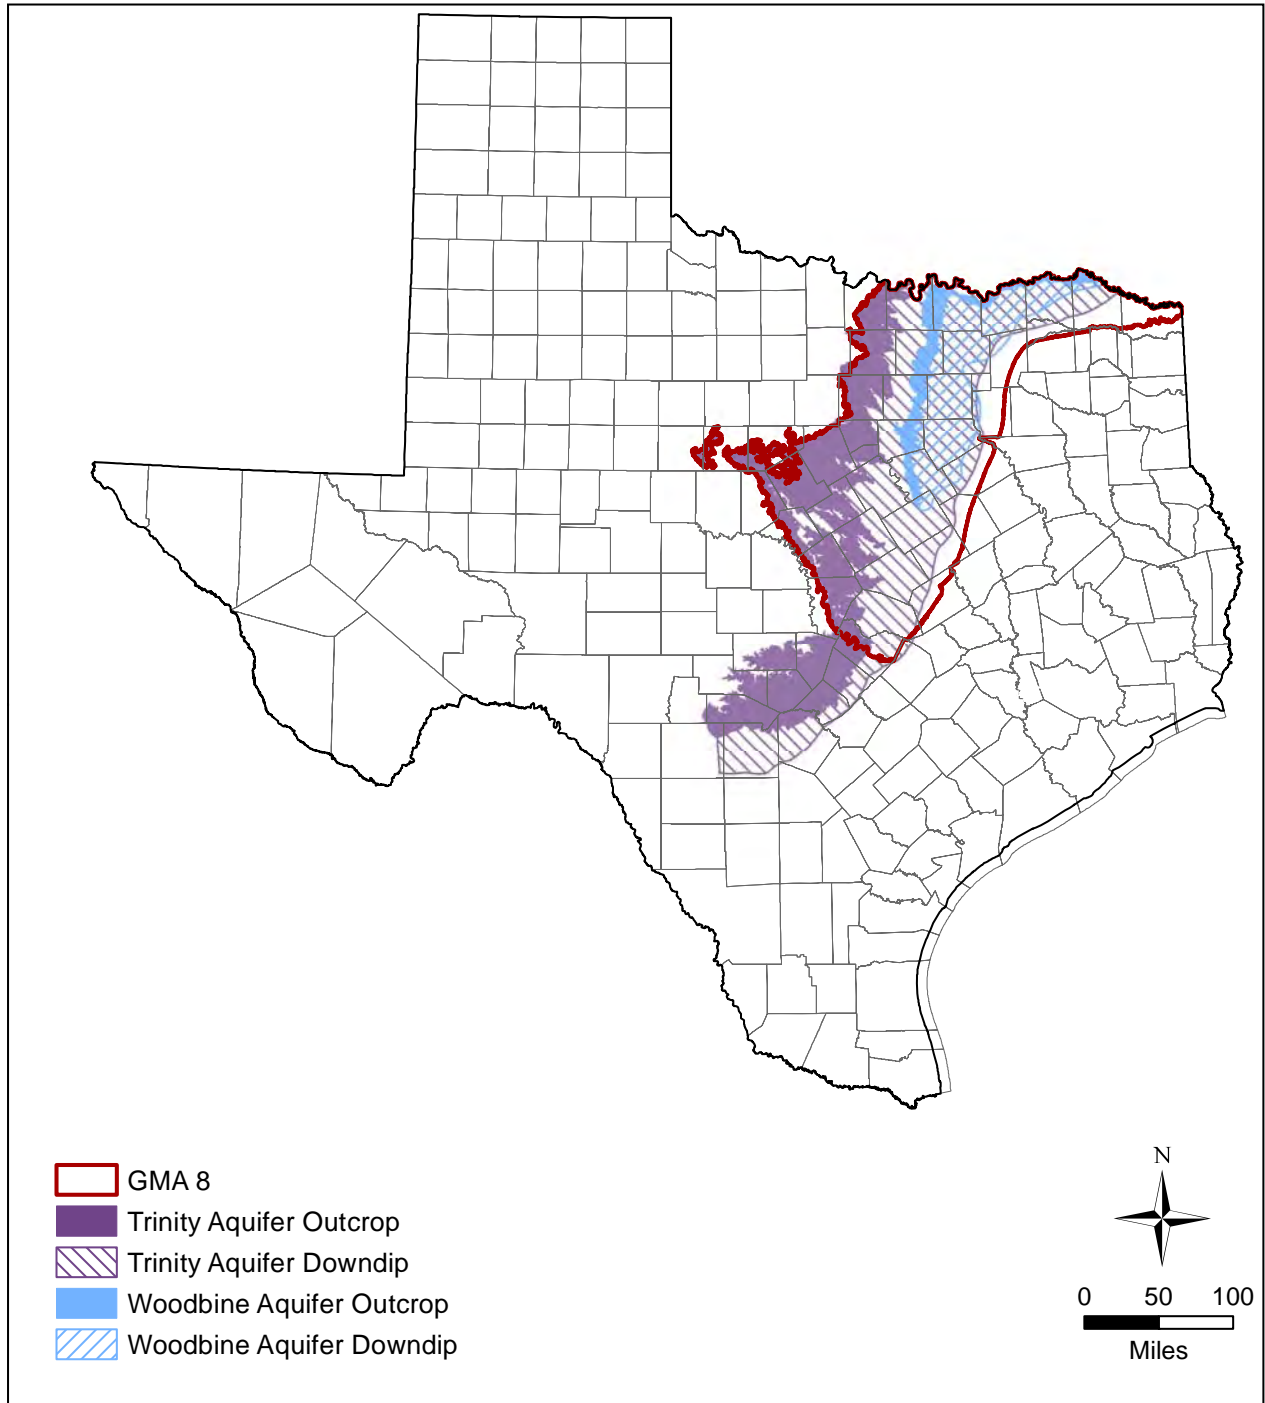 GMA 8
Trinity Aquifer Outcrop
Trinity Aquifer Downdip
Woodbine Aquifer Outcrop
Woodbine Aquifer Downdip
N
0 50 100
Miles